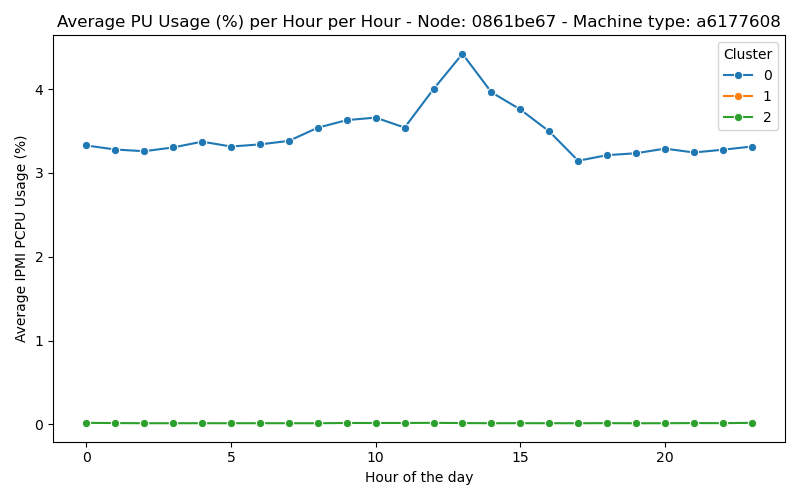 Average PU Usage (%) per Hour per Hour - Node: 0861be67 - Machine type: a6177608
Average IPMI PCPU Usage (%)
4
3
2
1
0
Cluster
0
1
2
0 5 10 15 20
Hour of the day